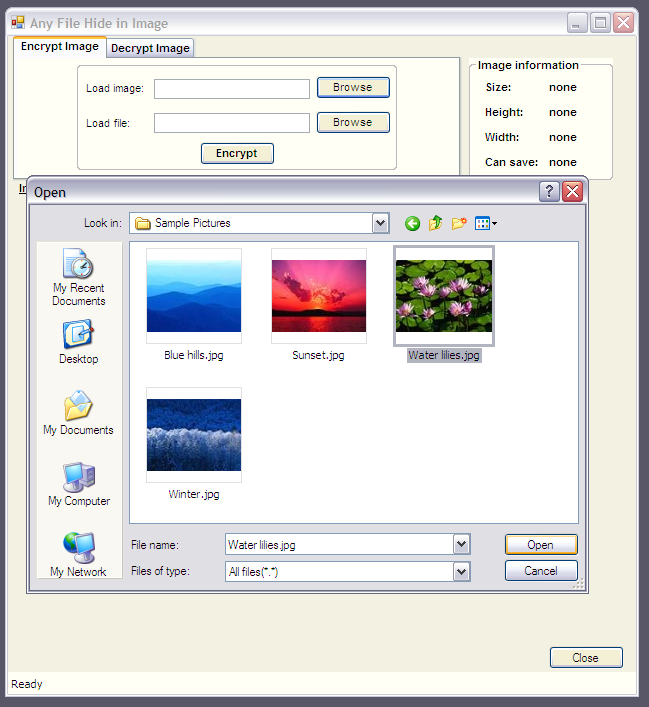 Any File Hide in Image
Encrypt Image
Decrypt Image
Load image:
Browse
Load file:
Browse
Encrypt
Image information
Size: none
Height: none
Width: none
Can save: none
Open
Look in:
Sample Pictures
My Recent
Documents
Desktop
My Documents
My Computer
My Network
Blue hills.jpg
Sunset.jpg
Water lilies.jpg
Winter.jpg
File name:
Water lilies.jpg
Open
Files of type:
All files(*.*)
Cancel
Close
Ready